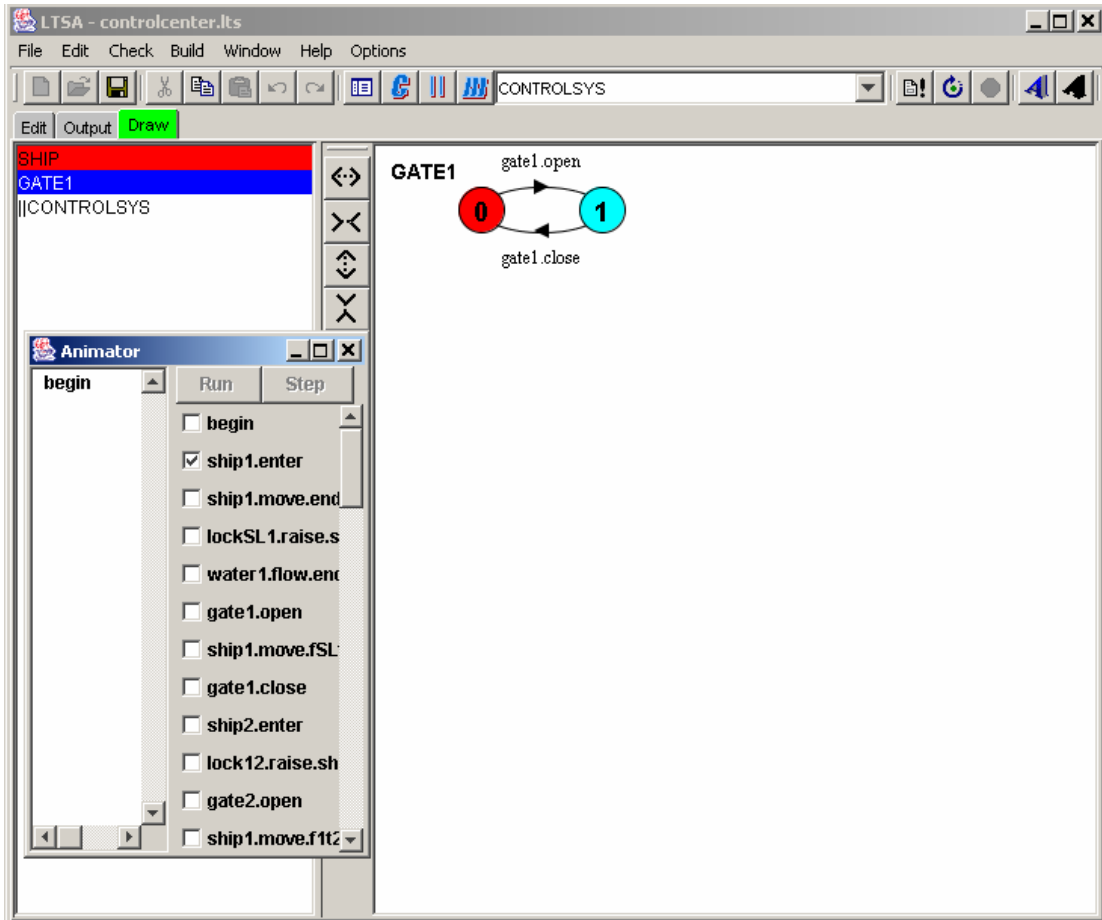 LTSA - controlcenter.lts
File Edit Check Build Window Help Options
CONTROLSYS
Edit Output Draw
SHIP
GATE1
||CONTROLSYS
GATE1
gate1.open
0 1
gate1.close
Animator
begin
Run Step
begin
ship1.enter
ship1.move.end
lockSL1.raise.s
water1.flow.end
gate1.open
ship1.move.fSL
gate1.close
ship2.enter
lock12.raise.sh
gate2.open
ship1.move.f1t2